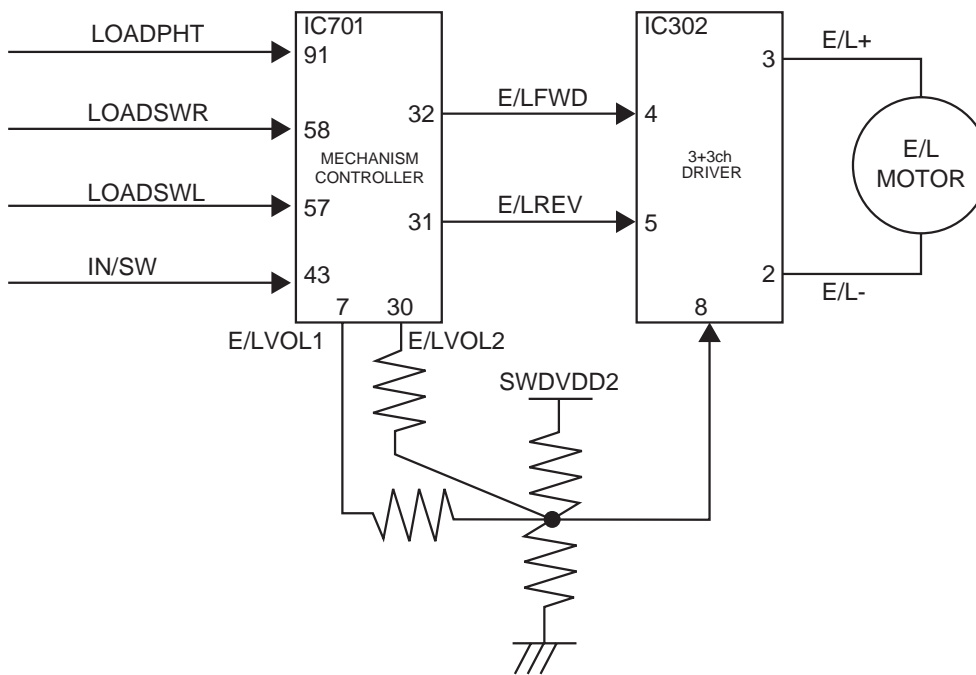 LOADPHT
LOADSWR
LOADSWL
IN/SW
IC701
91
58
57
43
MECHANISM
CONTROLLER
32
31
7
30
E/LVOL1
E/LVOL2
E/LFWD
E/LREV
IC302
4
5
3+3ch
DRIVER
3
2
8
E/L+
E/L
MOTOR
E/L-
SWDVDD2